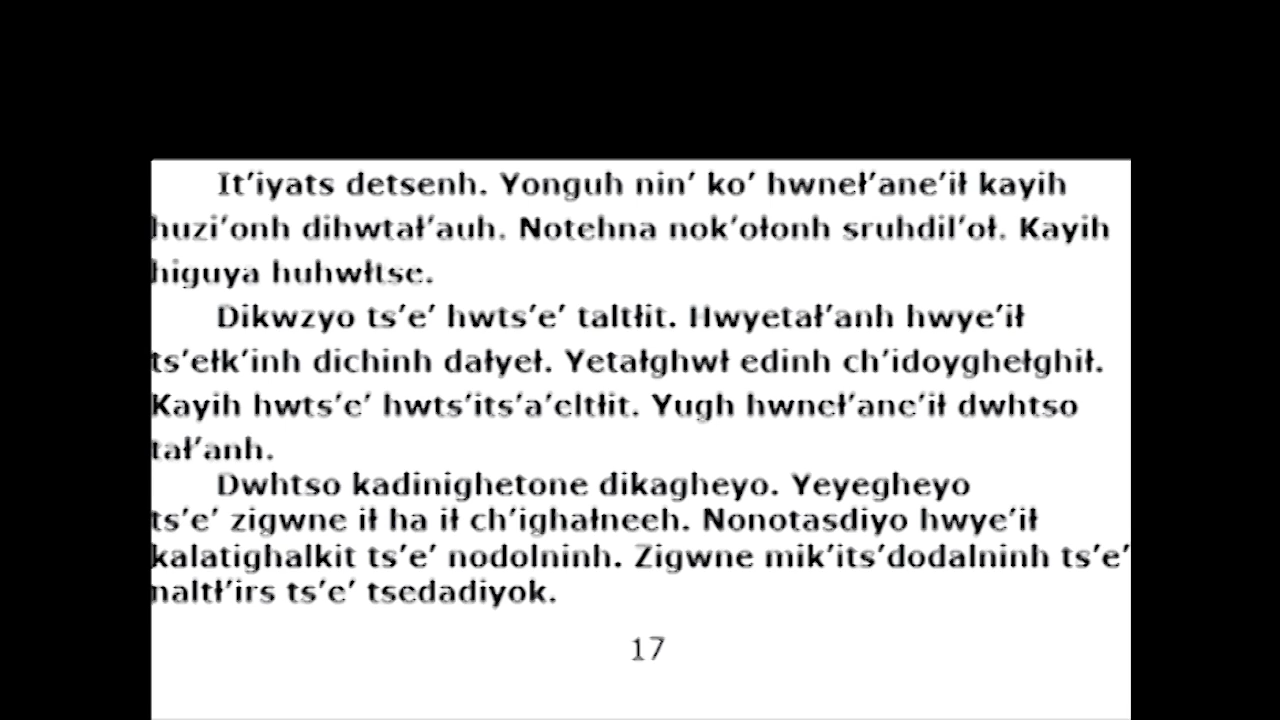 It′iyats detsenh. Yonguh nin′ ko′ hwneł′ane′ił kayih
huzi′onh dihwtał′auh. Notehna nok′ołonh sruhdil′oł. Kayih
higuya huhwłtse.
Dikwzyo ts′e′ hwts′e′ taltłit. Hwyetał′anh hwye′ił
ts′ełk′inh dichinh dałyeł. Yetałghwł edinh ch′idoyghełghił.
Kayih hwts′e′ hwts′its′a′eltłit. Yugh hwneł′ane′ił dwhtso
tał′anh.
Dwhtso kadinighetone dikagheyo. Yeyegheyo
ts′e′ zigwne ił ha ił ch′ighałneeh. Nonotasdiyo hwye′ił
kalatighalkit ts′e′ nodolninh. Zigwne mik′its′dodalninh ts′e′
naltł′irs ts′e′ tsedadiyok.
17